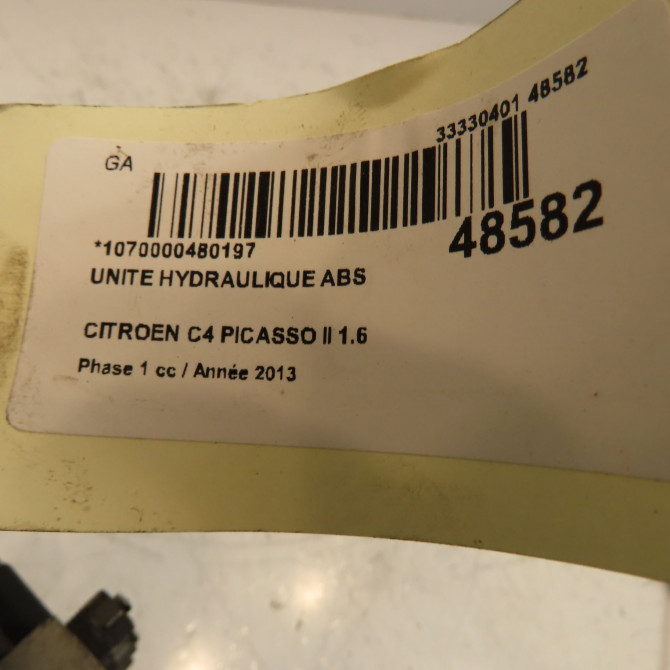 33330401 48582
GA
48582
*1070000480197
UNITE HYDRAULIQUE ABS
CITROEN C4 PICASSO II 1.6
Phase 1 cc / Année 2013